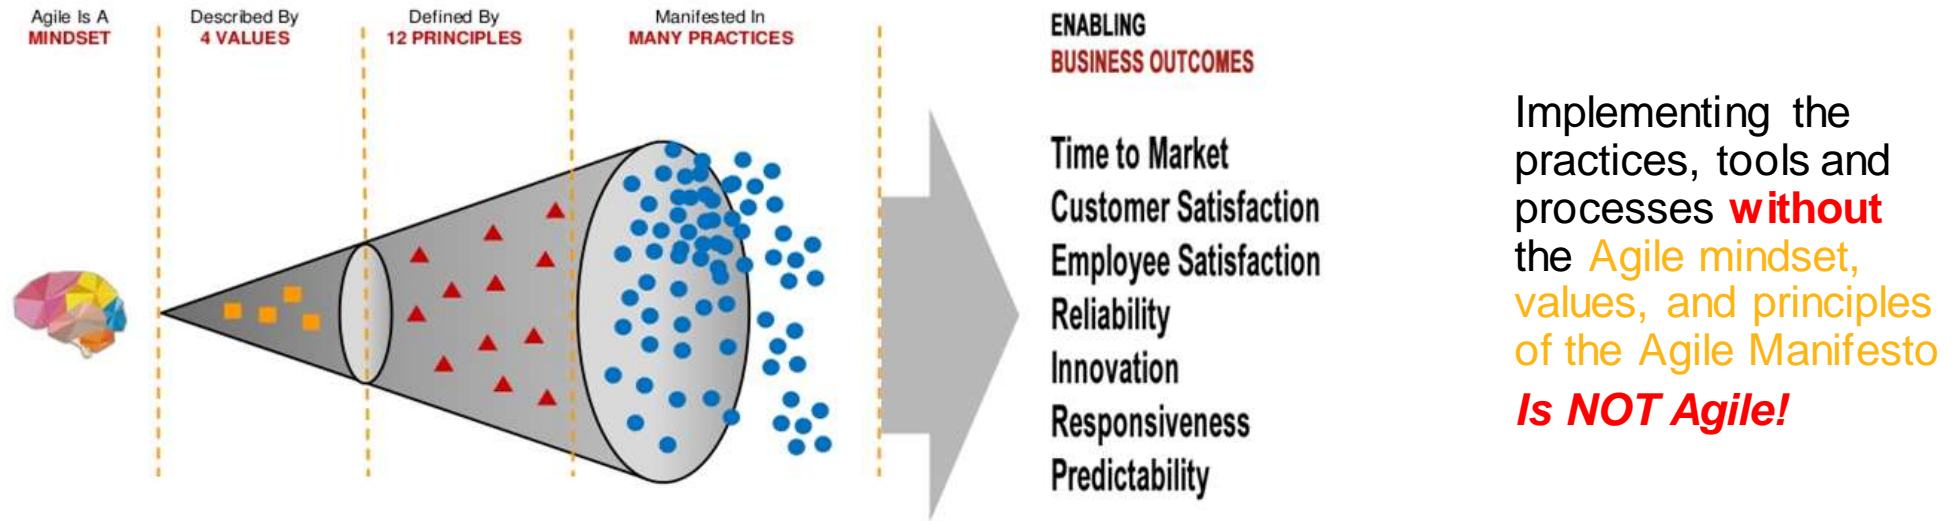 Agile Is A
MINDSET
Described By
4 VALUES
Defined By
12 PRINCIPLES
Manifested In
MANY PRACTICES
ENABLING
BUSINESS OUTCOMES
Time to Market
Customer Satisfaction
Employee Satisfaction
Reliability
Innovation
Responsiveness
Predictability
Implementing the
practices, tools and
processes without
the Agile mindset,
values, and principles
of the Agile Manifesto
Is NOT Agile!